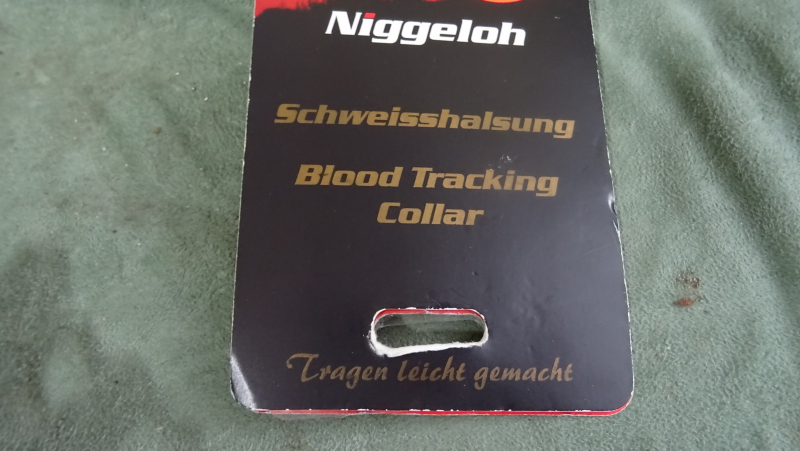 Niggeloh
Schweisshalsung
Blood Tracking
Collar
Tragen leicht gemacht